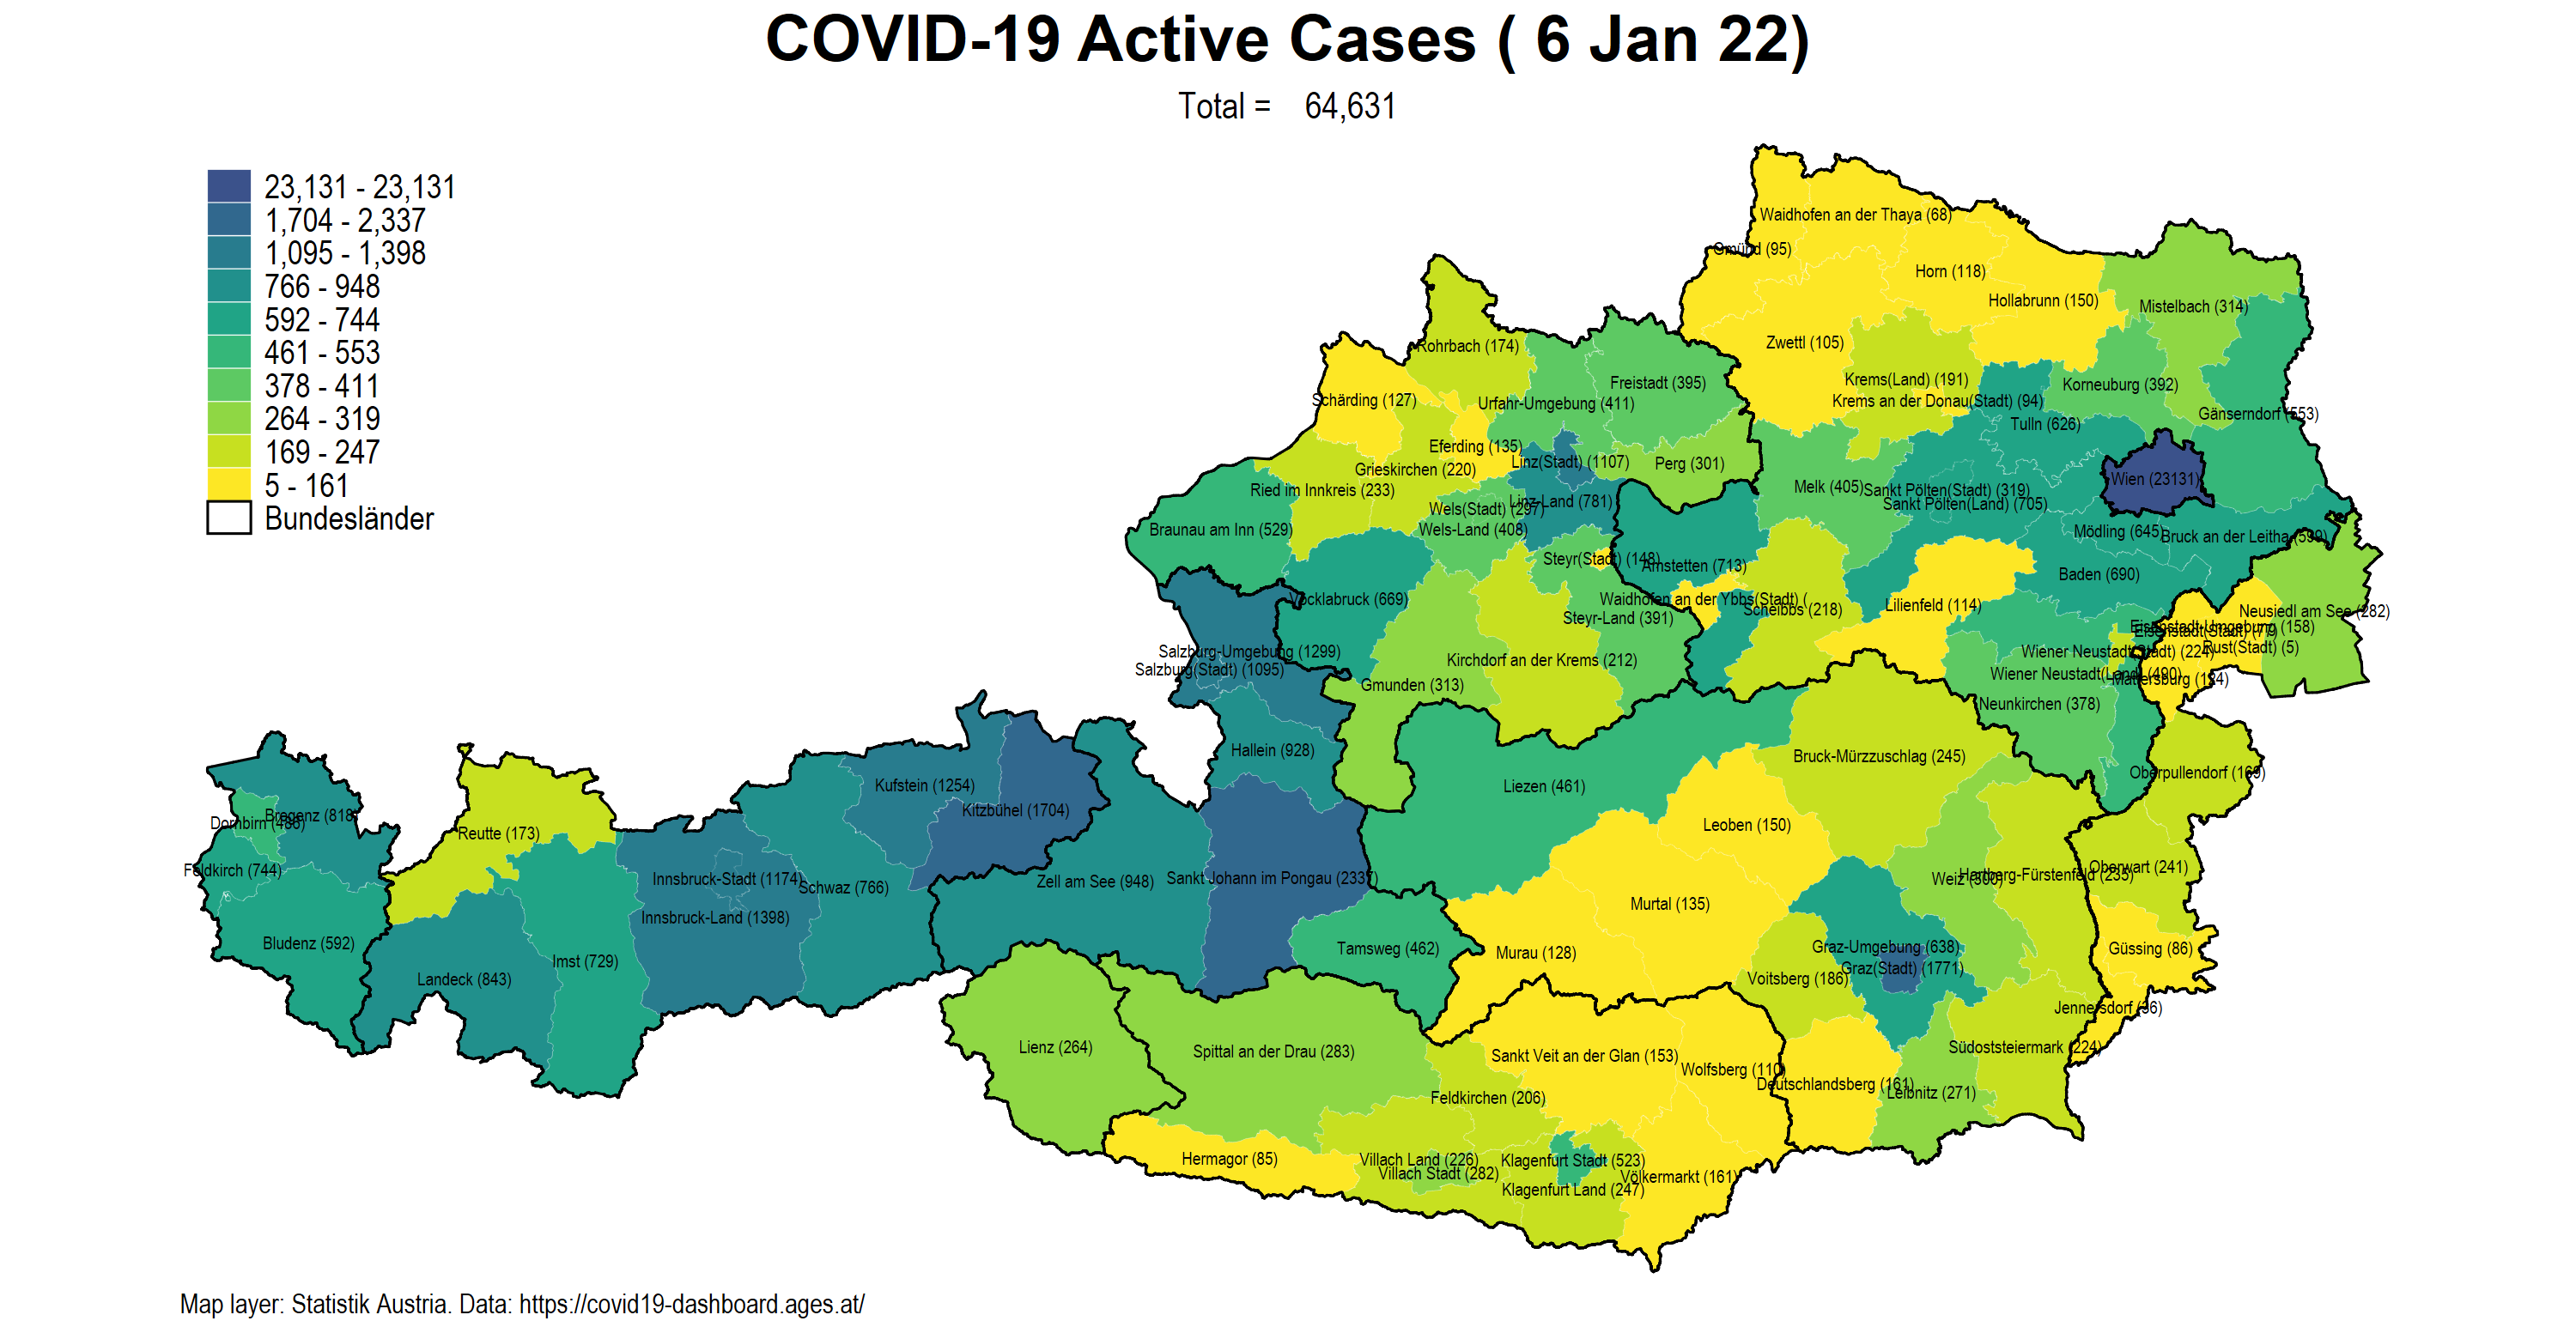 COVID-19 Active Cases ( 6 Jan 22)
Total = 64,631
23,131 - 23,131
1,704 - 2,337
1,095 - 1,398
766 - 948
592 - 744
461 - 553
378 - 411
264 - 319
169 - 247
5 - 161
Bundesländer
Waidhofen an der Thaya (68)
Gmünd (95)
Horn (118)
Hollabrunn (150)
Mistelbach (314)
Zwettl (105)
Rohrbach (174)
Krems(Land) (191)
Freistadt (395)
Korneuburg (392)
Schärding (127)
Urfahr-Umgebung (411)
Krems an der Donau(Stadt) (94)
Gänserndorf (553)
Tulln (626)
Eferding (135)
Linz(Stadt) (1107)
Perg (301)
Grieskirchen (220)
Wien (23131)
Ried im Innkreis (233)
Melk (405)
Sankt Pölten(Stadt) (319)
Linz-Land (781)
Sankt Pölten(Land) (705)
Wels(Stadt) (297)
Braunau am Inn (529)
Wels-Land (408)
Mödling (645)
Bruck an der Leitha (599)
Steyr(Stadt) (148)
Amstetten (713)
Baden (690)
Vöcklabruck (669)
Waidhofen an der Ybbs(Stadt) (
Scheibbs (218)
Lilienfeld (114)
Neusiedl am See (282)
Steyr-Land (391)
Eisenstadt-Umgebung (158)
Eisenstadt(Stadt) (77)
Rust(Stadt) (5)
Salzburg-Umgebung (1299)
Wiener Neustadt(Stadt) (224)
Kirchdorf an der Krems (212)
Salzburg(Stadt) (1095)
Wiener Neustadt(Land) (490)
Mattersburg
Gmunden (313)
Neunkirchen (378)
Hallein (928)
Bruck-Mürzzuschlag (245)
Oberpullendorf (169)
Kufstein (1254)
Liezen (461)
Kitzbühel (1704)
Bregenz (818)
Dornbirn (486)
Leoben (150)
Reutte (173)
Oberwart (241)
Feldkirch (744)
Hartberg-Fürstenfeld (235)
Innsbruck-Stadt (1174)
Weiz
Sankt Johann im Pongau (2337)
Zell am See (948)
Schwaz (766)
Murtal (135)
Innsbruck-Land (1398)
Bludenz (592)
Graz-Umgebung (638)
Tamsweg (462)
Güssing (86)
Murau (128)
Imst (729)
Graz(Stadt) (1771)
Landeck (843)
Voitsberg (186)
Jennersdorf (36)
Lienz (264)
Südoststeiermark (224)
Spittal an der Drau (283)
Sankt Veit an der Glan (153)
Wolfsberg (110)
Deutschlandsberg (161)
Leibnitz (271)
Feldkirchen (206)
Hermagor (85)
Villach Land (226)
Klagenfurt Stadt (523)
Villach Stadt (282)
Völkermarkt (161)
Klagenfurt Land (247)
Map layer: Statistik Austria. Data: https://covid19-dashboard.ages.at/